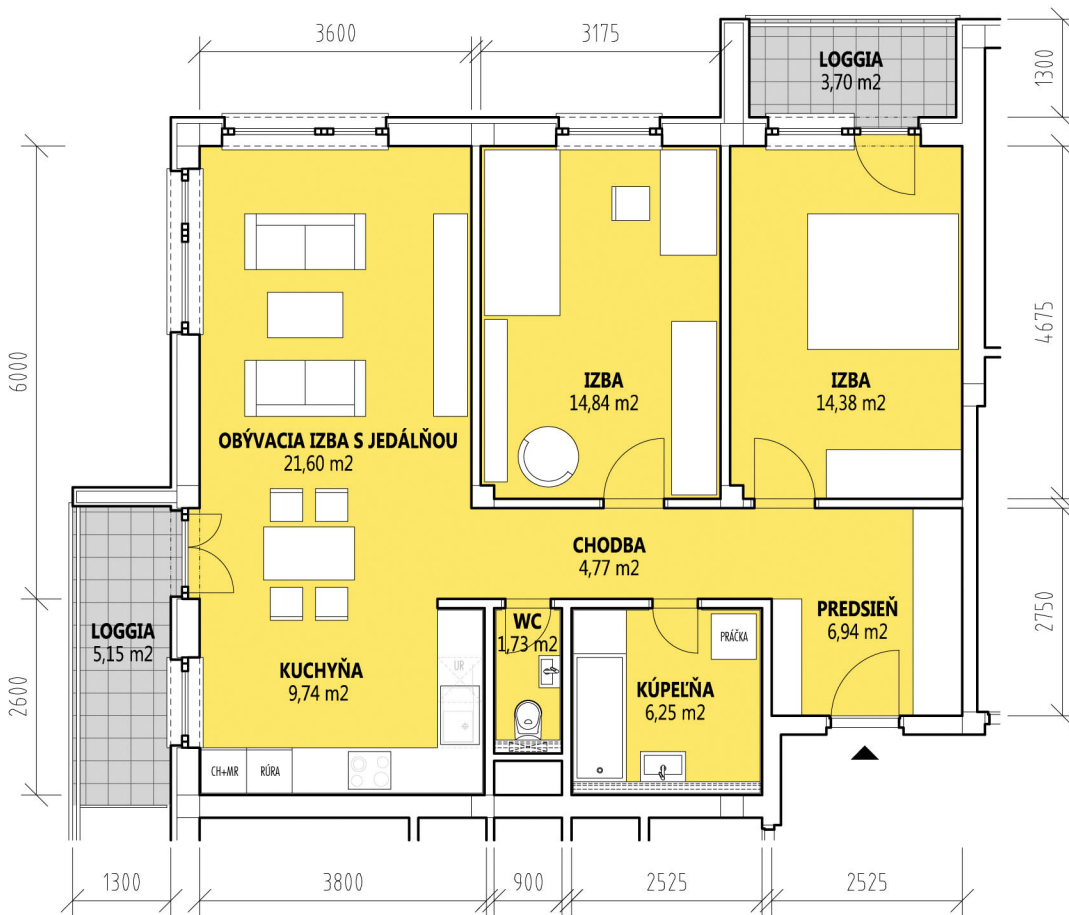 3600
3175
1300
LOGGIA
3,70 m2
6000
4675
IZBA
14,84 m2
IZBA
14,38 m2
OBÝVACIA IZBA S JEDÁLŇOU
21,60 m2
CHODBA
4,77 m2
LOGGIA
5,15 m2
WC
1,73 m2
PRÁČKA
PREDSIEŇ
6,94 m2
2750
2600
KUCHYŇA
9,74 m2
UR
KÚPEĽŇA
6,25 m2
CH+MR
RÚRA
1300
3800
900
2525
2525